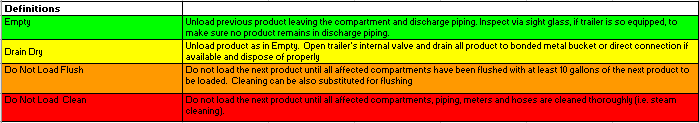 Definitions
Empty
Unload previous product leaving the compartment and discharge piping. Inspect via sight glass, if trailer is so equipped, to
make sure no product remains in discharge piping.
Drain Dry
Unload product as in Empty. Open trailer's internal valve and drain all product to bonded metal bucket or direct connection if
available and dispose of properly
Do Not Load Flush
Do not load the next product until all affected compartments have been flushed with at least 10 gallons of the next product to
be loaded. Cleaning can be also substituted for flushing
Do Not Load Clean
Do not load the next product until all affected compartments, piping, meters and hoses are cleaned thoroughly (i.e. steam
cleaning).